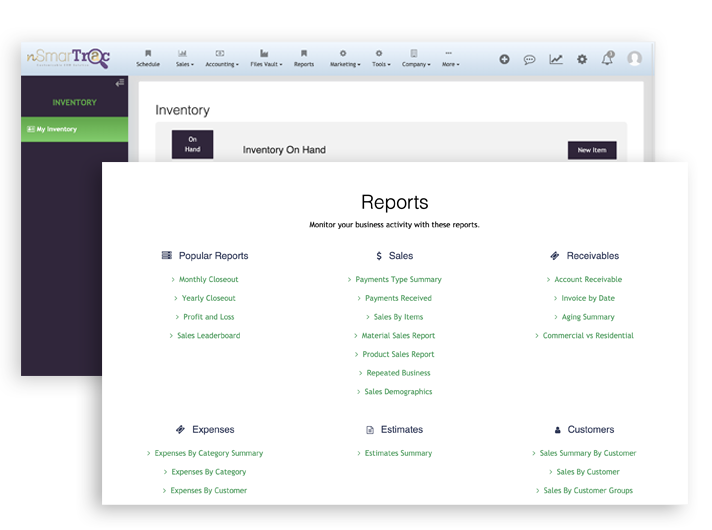 nSmarTrac
Schedule
Sales
Accounting
Files Vault
Reports
Marketing
Tools
Company
More
INVENTORY
My Inventory
Inventory
On
Hand
Inventory On Hand
New Item
Reports
Monitor your business activity with these reports.
Popular Reports
> Monthly Closeout
> Yearly Closeout
> Profit and Loss
> Sales Leaderboard
$ Sales
> Payments Type Summary
> Payments Received
> Sales By Items
> Material Sales Report
> Product Sales Report
> Repeated Business
> Sales Demographics
Receivables
> Account Receivable
> Invoice by Date
> Aging Summary
> Commercial vs Residential
Expenses
> Expenses By Category Summary
> Expenses By Category
> Expenses By Customer
Estimates
> Estimates Summary
Customers
> Sales Summary By Customer
> Sales By Customer
> Sales By Customer Groups